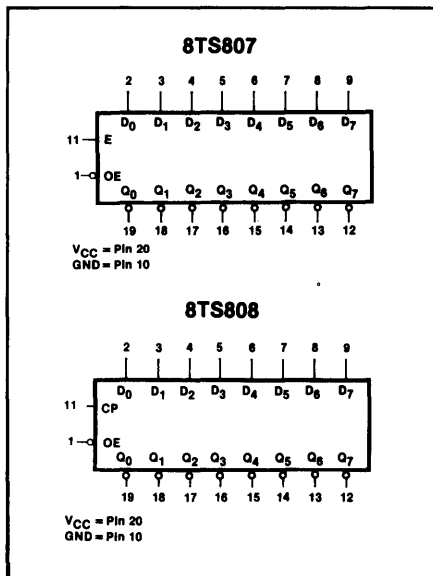 8TS807
2 3 4 5 6 7 8 9
D0 D1 D2 D3 D4 D5 D6 D7
11 E
1 OE
Q0 Q1 Q2 Q3 Q4 Q5 Q6 Q7
19 18 17 16 15 14 13 12
VCC = Pin 20
GND = Pin 10
8TS808
2 3 4 5 6 7 8 9
D0 D1 D2 D3 D4 D5 D6 D7
11 CP
1 OE
Q0 Q1 Q2 Q3 Q4 Q5 Q6 Q7
19 18 17 16 15 14 13 12
VCC = Pin 20
GND = Pin 10